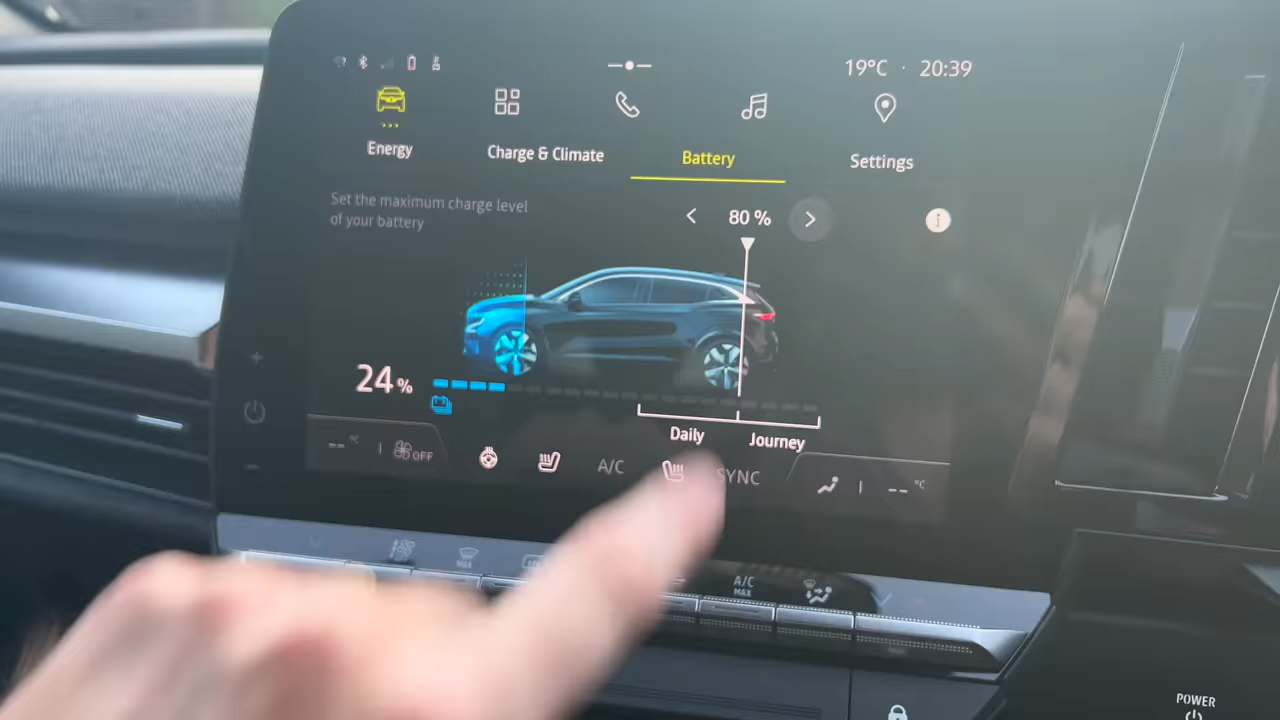 19°C · 20:39
Energy
Charge & Climate
Battery
Settings
Set the maximum charge level
of your battery
80 %
24 %
Daily
Journey
-- °C
OFF
A/C
SYNC
-- °C
MAX
A/C
MAX
POWER